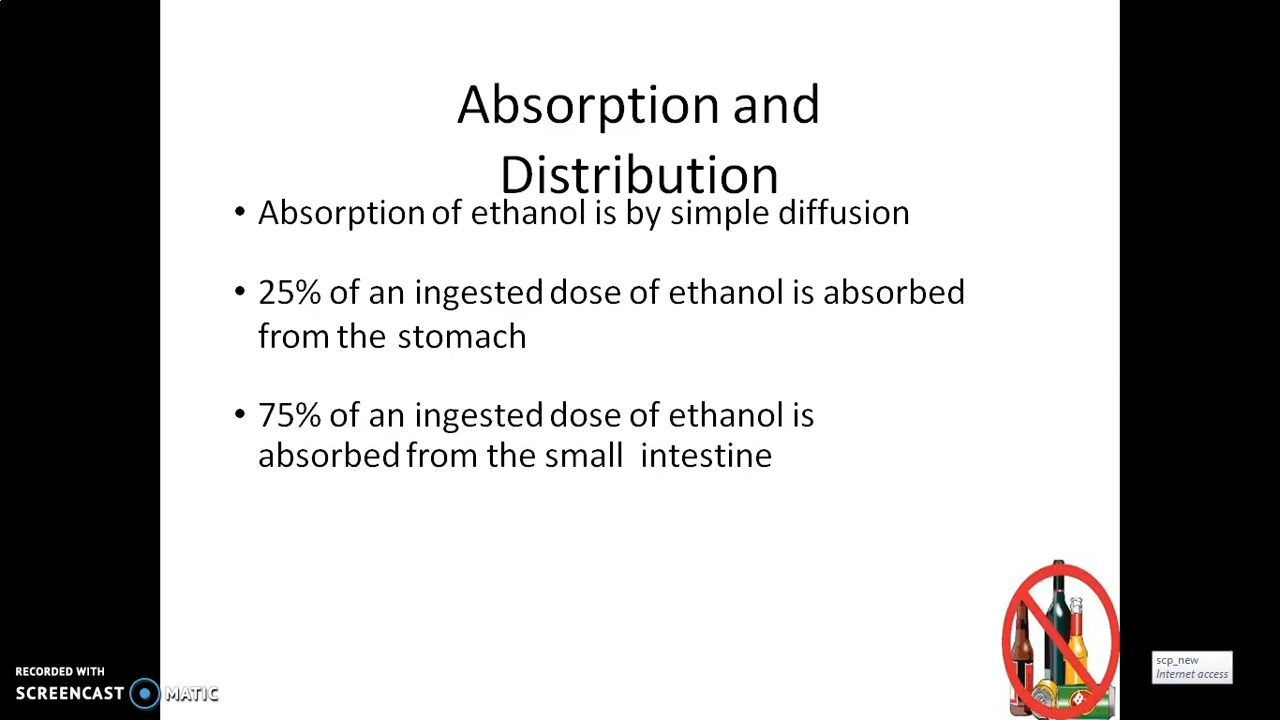 Absorption and
Distribution
• Absorption of ethanol is by simple diffusion
• 25% of an ingested dose of ethanol is absorbed
from the stomach
• 75% of an ingested dose of ethanol is
absorbed from the small intestine
RECORDED WITH
SCREENCAST MATIC
scp_new
Internet access